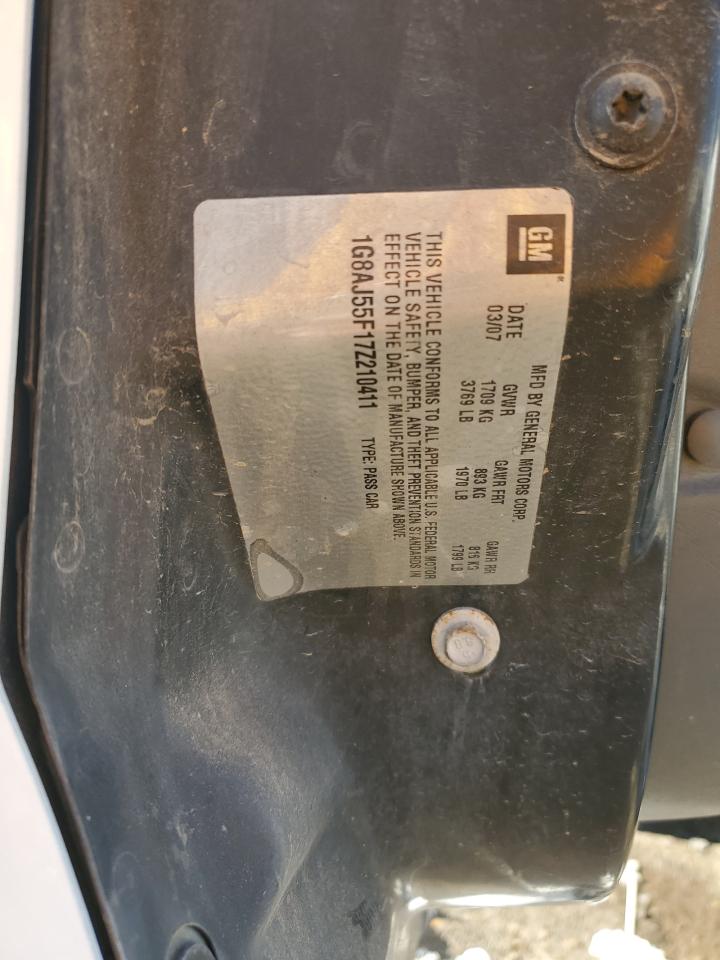 GM
MFD BY GENERAL MOTORS CORP.
DATE GVWR GAWR FRT GAWR RR
03/07 1709 KG 893 KG 816 KG
3769 LB 1970 LB 1799 LB
THIS VEHICLE CONFORMS TO ALL APPLICABLE U.S. FEDERAL MOTOR
VEHICLE SAFETY, BUMPER, AND THEFT PREVENTION STANDARDS IN
EFFECT ON THE DATE OF MANUFACTURE SHOWN ABOVE.
1G8AJ55F17Z210411 TYPE: PASS CAR